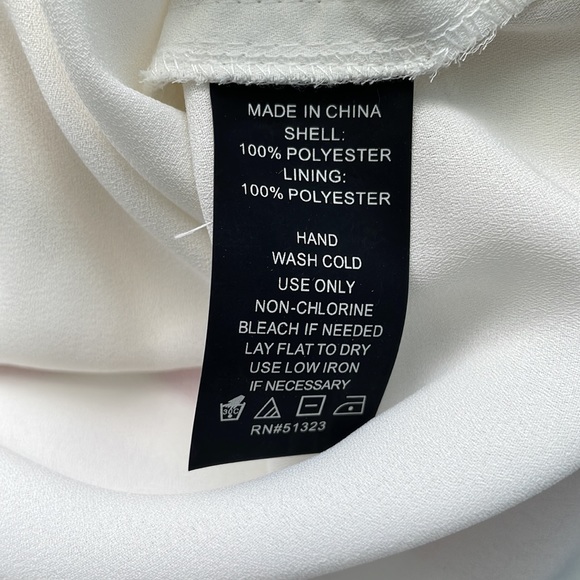 MADE IN CHINA
SHELL:
100% POLYESTER
LINING:
100% POLYESTER
HAND
WASH COLD
USE ONLY
NON-CHLORINE
BLEACH IF NEEDED
LAY FLAT TO DRY
USE LOW IRON
IF NECESSARY
30C
RN#51323